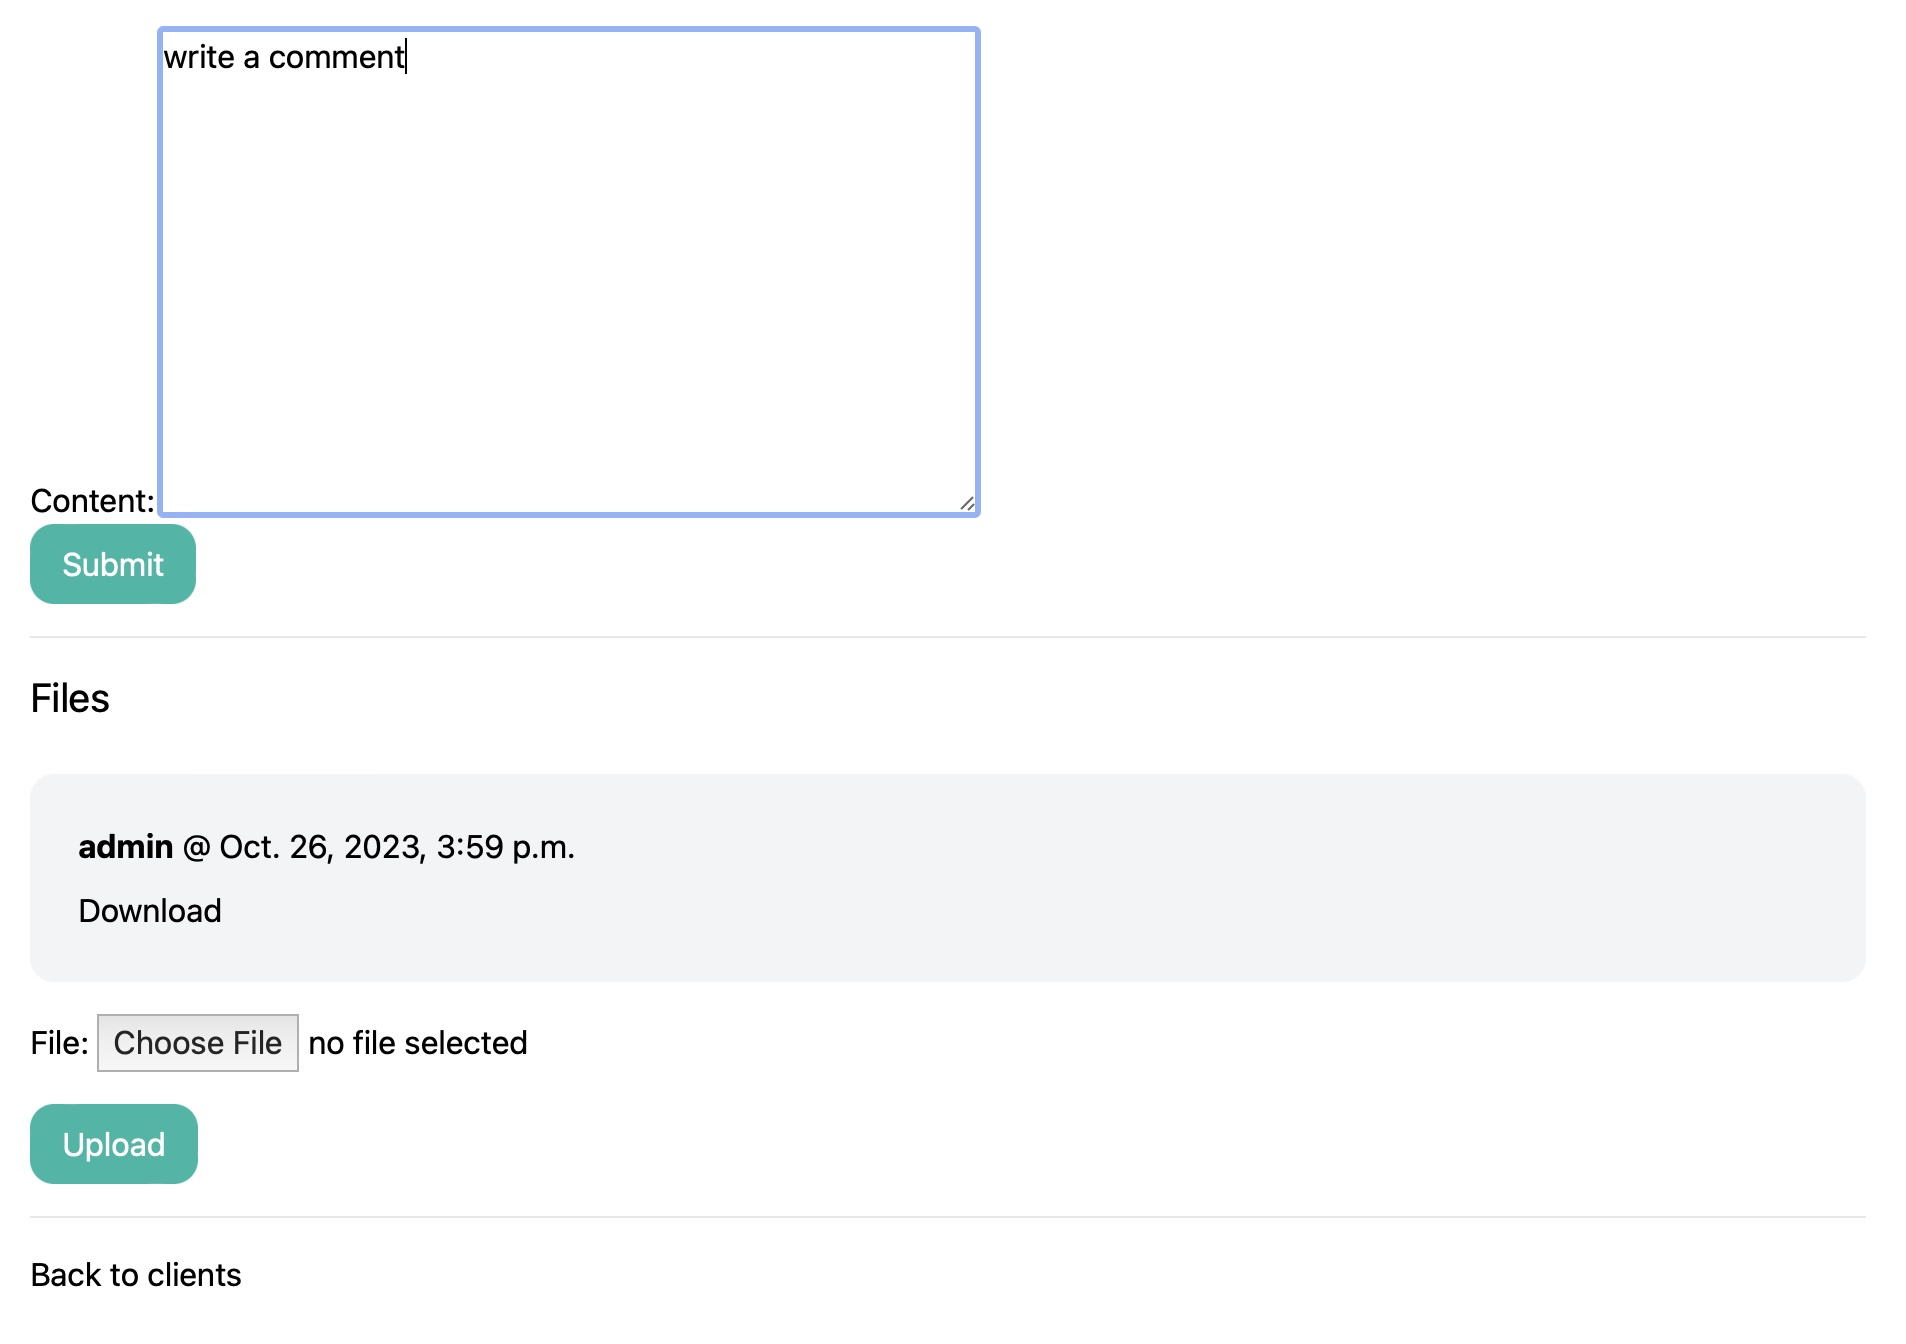 write a comment
Content:
Submit
Files
admin @ Oct. 26, 2023, 3:59 p.m.
Download
File: Choose File no file selected
Upload
Back to clients